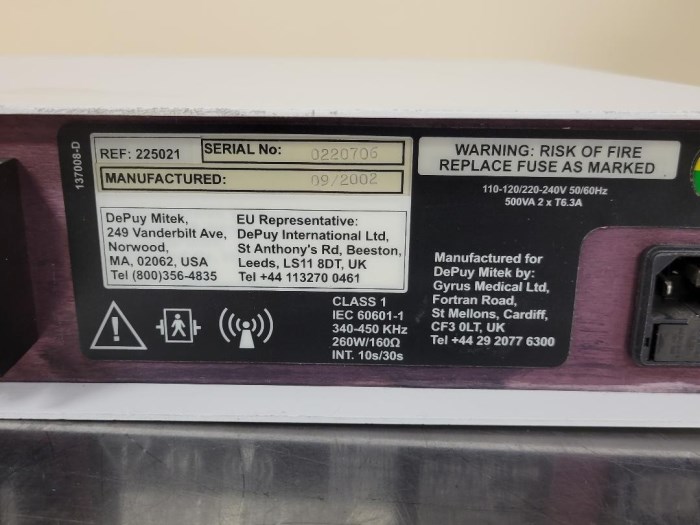 137008-D
REF: 225021
SERIAL No: 0220706
MANUFACTURED: 09/2002
DePuy Mitek,
249 Vanderbilt Ave,
Norwood,
MA, 02062, USA
Tel (800)356-4835
EU Representative:
DePuy International Ltd,
St Anthony's Rd, Beeston,
Leeds, LS11 8DT, UK
Tel +44 113270 0461
CLASS 1
IEC 60601-1
340-450 KHz
260W/160Ω
INT. 10s/30s
WARNING: RISK OF FIRE
REPLACE FUSE AS MARKED
110-120/220-240V 50/60Hz
500VA 2 x T6.3A
Manufactured for
DePuy Mitek by:
Gyrus Medical Ltd,
Fortran Road,
St Mellons, Cardiff,
CF3 0LT, UK
Tel +44 29 2077 6300